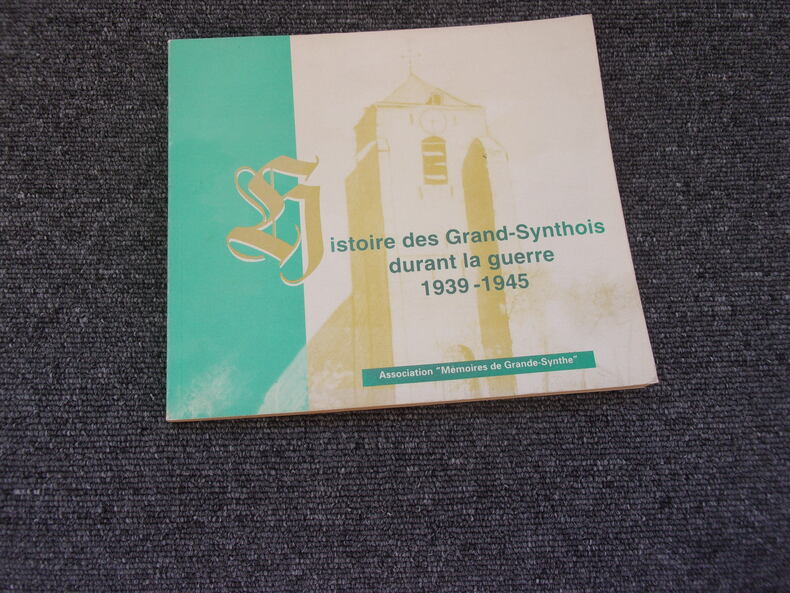 Histoire des Grand-Synthois
durant la guerre
1939-1945
Association "Mémoires de Grande-Synthe"